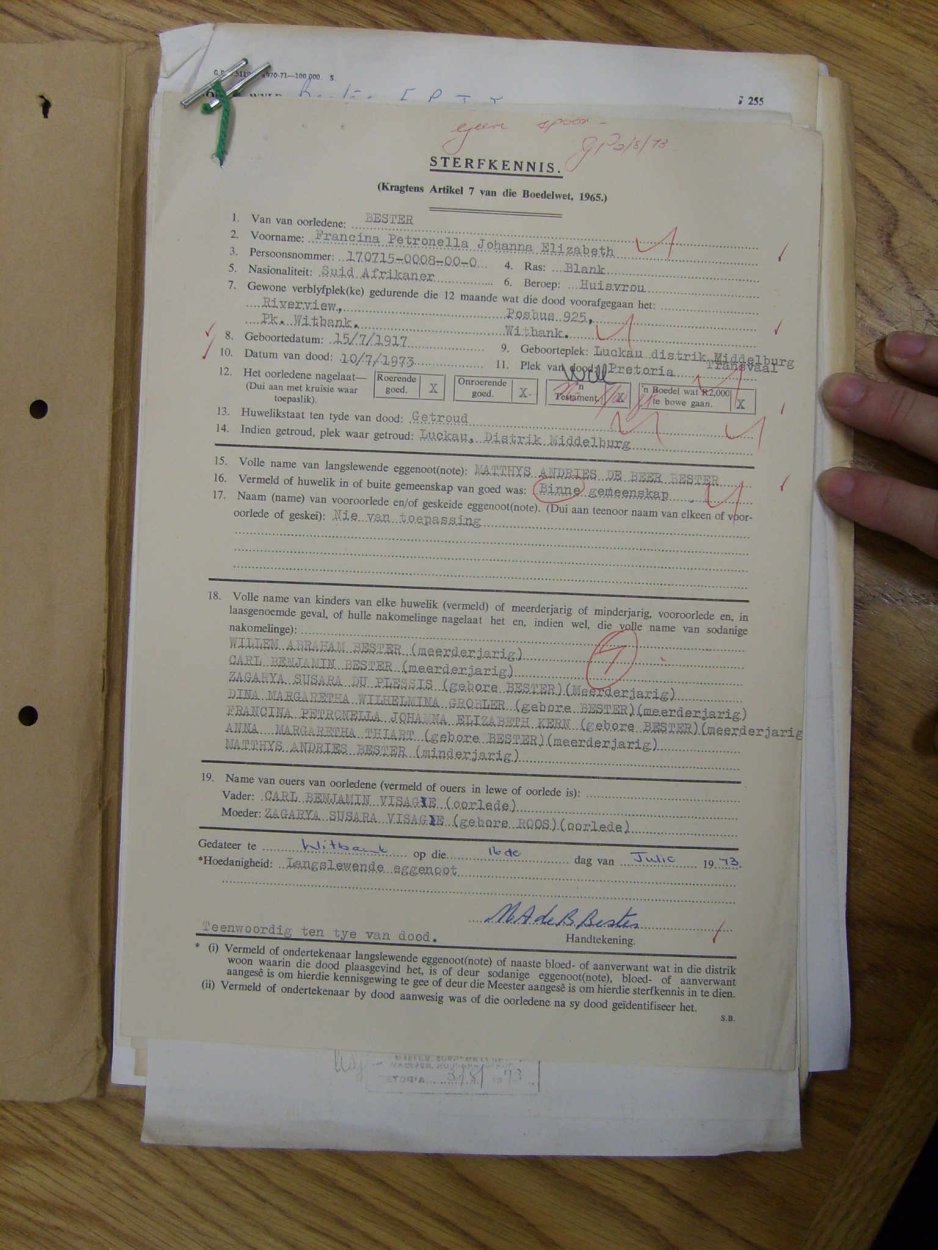 1970-71—100,000. S.
J 255
geen spoor
2/8/73
STERFKENNIS.
(Kragtens Artikel 7 van die Boedelwet, 1965.)
1. Van van oorledene: BESTER
2. Voorname: Francina Petronella Johanna Elizabeth
3. Persoonsnommer: 170715-0008-00-0 4. Ras: Blank
5. Nasionaliteit: Suid Afrikaner 6. Beroep: Huisvrou
7. Gewone verblyfplek(ke) gedurende die 12 maande wat die dood voorafgegaan het:
Riverview, Posbus 925,
Pk. Witbank. Witbank.
8. Geboortedatum: 15/7/1917 9. Geboorteplek: Luckau distrik Middelburg
Transvaal
10. Datum van dood: 10/7/1973 11. Plek van dood: Pretoria
Will
12. Het oorledene nagelaat— Roerende goed. X Onroerende goed. X 'n Testament. X 'n Boedel wat R2,000 te bowe gaan. X
(Dui aan met kruisie waar
toepaslik).
13. Huwelikstaat ten tyde van dood: Getroud
14. Indien getroud, plek waar getroud: Luckau, Distrik Middelburg
15. Volle name van langslewende eggenoot(note): MATTHYS ANDRIES DE BEER BESTER
16. Vermeld of huwelik in of buite gemeenskap van goed was: Binne gemeenskap
17. Naam (name) van vooroorlede en/of geskeide eggenoot(note). (Dui aan teenoor naam van elkeen of voor-
oorlede of geskei): Nie van toepassing
18. Volle name van kinders van elke huwelik (vermeld) of meerderjarig of minderjarig, vooroorlede en, in
laasgenoemde geval, of hulle nakomelinge nagelaat het en, indien wel, die volle name van sodanige
nakomelinge):
7
WILLEM ABRAHAM BESTER (meerderjarig)
CARL BENJAMIN BESTER (meerderjarig)
ZAGARYA SUSARA DU PLESSIS (gebore BESTER)(Meerderjarig)
DINA MARGARETHA WILHELMINA GROBLER (gebore BESTER)(meerderjarig)
FRANCINA PETRONELLA JOHANNA ELIZABETH KERN (gebore BESTER)(meerderjarig
ANNA MARGARETHA THIART (gebore BESTER)(meerderjarig)
MATTHYS ANDRIES BESTER (minderjarig)
19. Name van ouers van oorledene (vermeld of ouers in lewe of oorlede is):
Vader: CARL BENJAMIN VISAGIE (oorlede)
Moeder: ZAGARYA SUSARA VISAGIE (gebore ROOS)(oorlede)
Gedateer te Witbank op die 16de dag van Julie 19 73.
*Hoedanigheid: Langslewende eggenoot
M A de B Bester
Handtekening.
Teenwoordig ten tye van dood.
* (i) Vermeld of ondertekenaar langslewende eggenoot(note) of naaste bloed- of aanverwant wat in die distrik
woon waarin die dood plaasgevind het, is of deur sodanige eggenoot(note), bloed- of aanverwant
aangesê is om hierdie kennisgewing te gee of deur die Meester aangesê is om hierdie sterfkennis in te dien.
(ii) Vermeld of ondertekenaar by dood aanwesig was of die oorledene na sy dood geïdentifiseer het.
S.B.